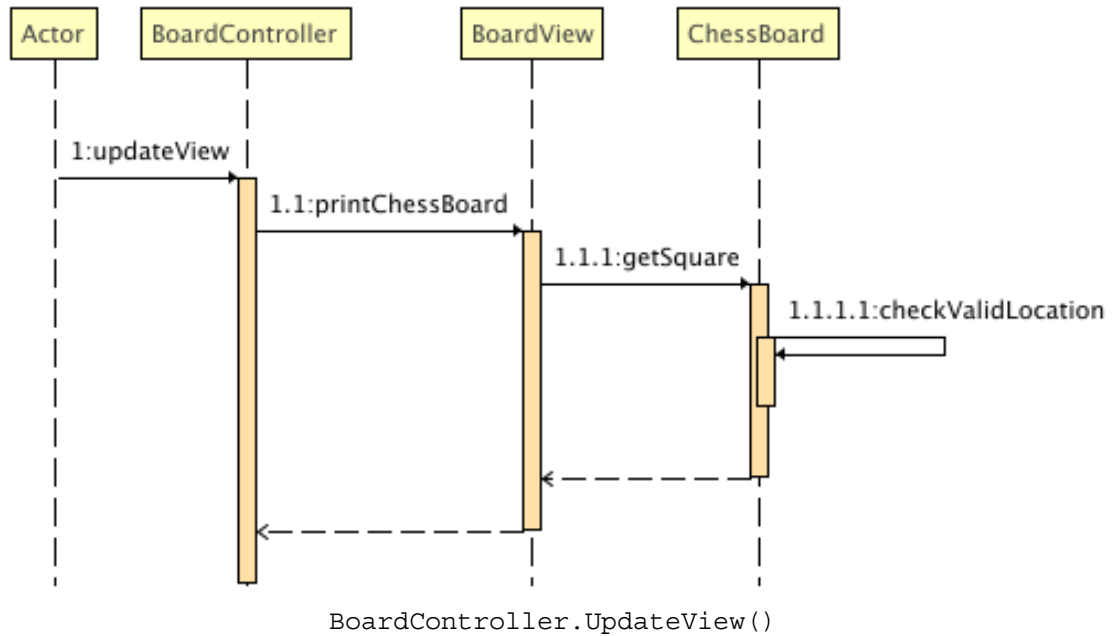 Actor
BoardController
BoardView
ChessBoard
1:updateView
1.1:printChessBoard
1.1.1:getSquare
1.1.1.1:checkValidLocation
BoardController.UpdateView()